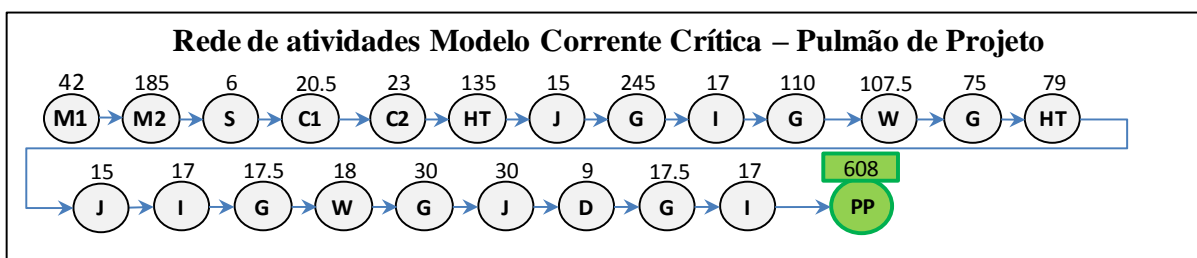 Rede de atividades Modelo Corrente Crítica – Pulmão de Projeto
42 185 6 20.5 23 135 15 245 17 110 107.5 75 79
M1 M2 S C1 C2 HT J G I G W G HT
15 17 17.5 18 30 30 9 17.5 17 608
J I G W G J D G I PP